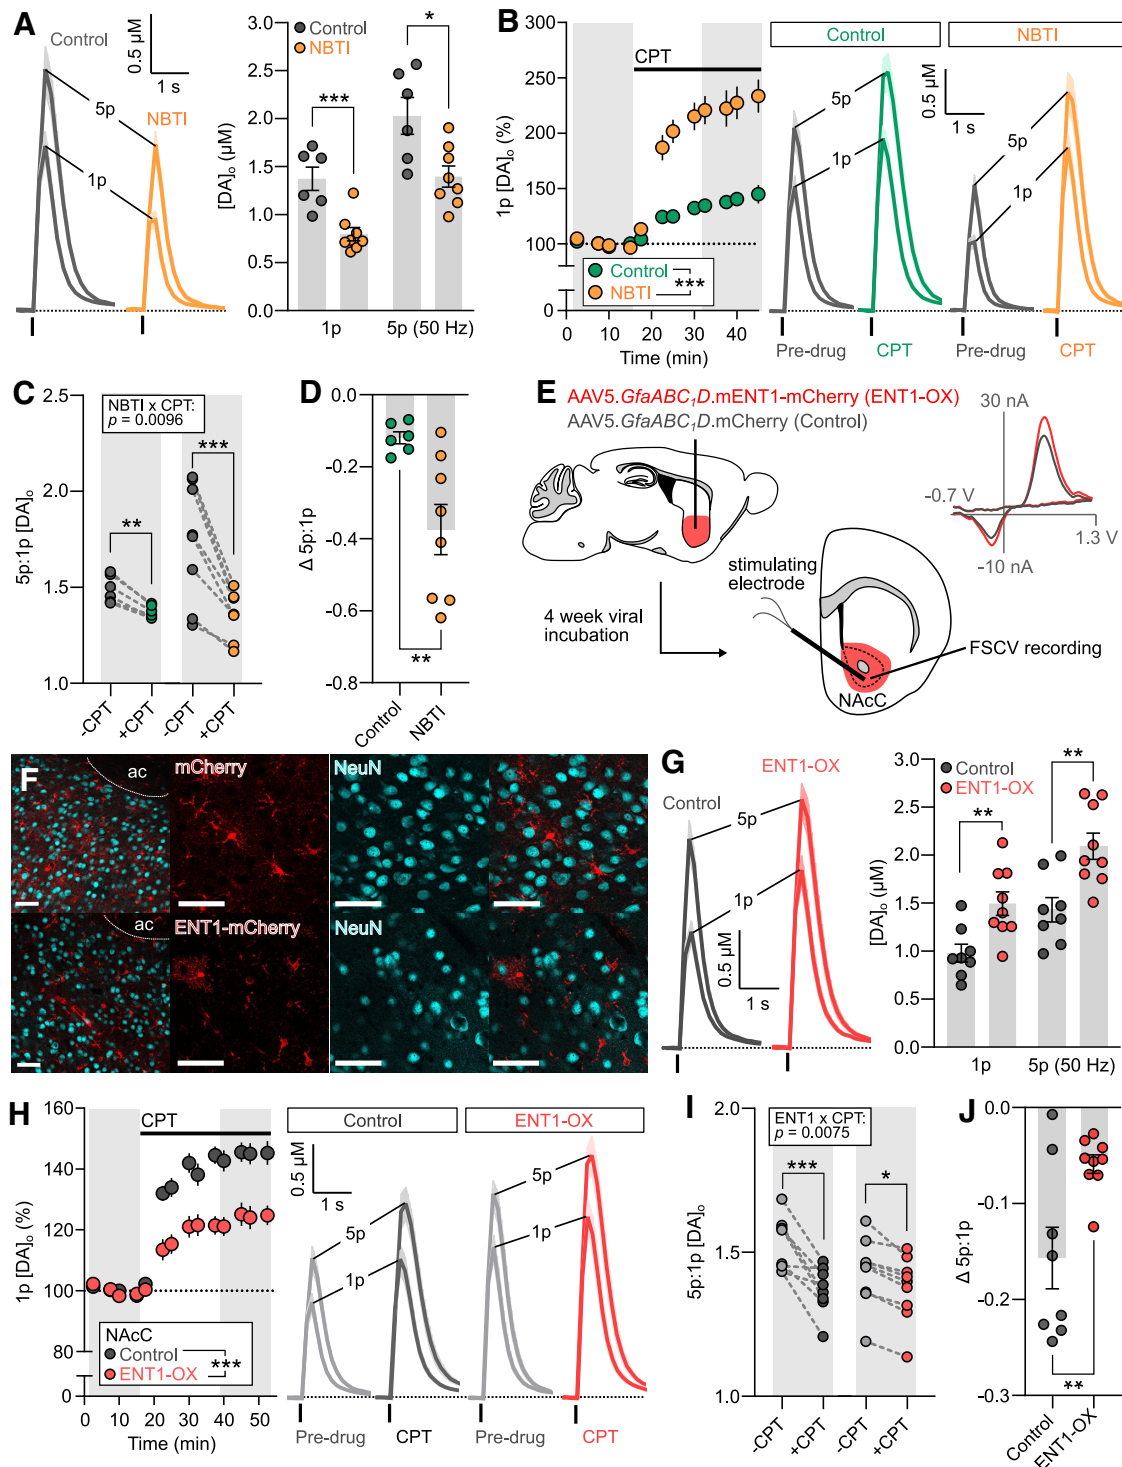 A
Control
0.5 µM
1 s
5p
NBTI
1p
[DA]ₒ (µM)
3.0
2.5
2.0
1.5
1.0
0.5
0.0
Control
NBTI
***
*
1p
5p (50 Hz)
B
1p [DA]ₒ (%)
250
200
150
100
0
CPT
Control
NBTI
***
0
10
20
30
40
Time (min)
Control
NBTI
5p
1p
0.5 µM
1 s
5p
1p
Pre-drug
CPT
Pre-drug
CPT
C
5:1p [DA]ₒ
2.5
2.0
1.5
1.0
NBTI x CPT:
p = 0.0096
**
***
-CPT
+CPT
-CPT
+CPT
D
Δ 5p:1p
0.0
-0.2
-0.4
-0.6
-0.8
**
Control
NBTI
E
AAV5.GfaABC₁D.mENT1-mCherry (ENT1-OX)
AAV5.GfaABC₁D.mCherry (Control)
30 nA
-0.7 V
1.3 V
-10 nA
4 week viral
incubation
stimulating
electrode
FSCV recording
NAcC
F
ac
mCherry
NeuN
ac
ENT1-mCherry
NeuN
G
Control
ENT1-OX
5p
1p
0.5 µM
1 s
[DA]ₒ (µM)
3.0
2.5
2.0
1.5
1.0
0.5
0.0
Control
ENT1-OX
**
**
1p
5p (50 Hz)
H
1p [DA]ₒ (%)
160
140
120
100
80
0
CPT
NAcC
Control
ENT1-OX
***
0
10
20
30
40
50
Time (min)
Control
ENT1-OX
0.5 µM
1 s
5p
1p
5p
1p
Pre-drug
CPT
Pre-drug
CPT
I
5p:1p [DA]ₒ
2.0
1.5
1.0
ENT1 x CPT:
p = 0.0075
***
*
-CPT
+CPT
-CPT
+CPT
J
Δ 5p:1p
0.0
-0.1
-0.2
-0.3
**
Control
ENT1-OX